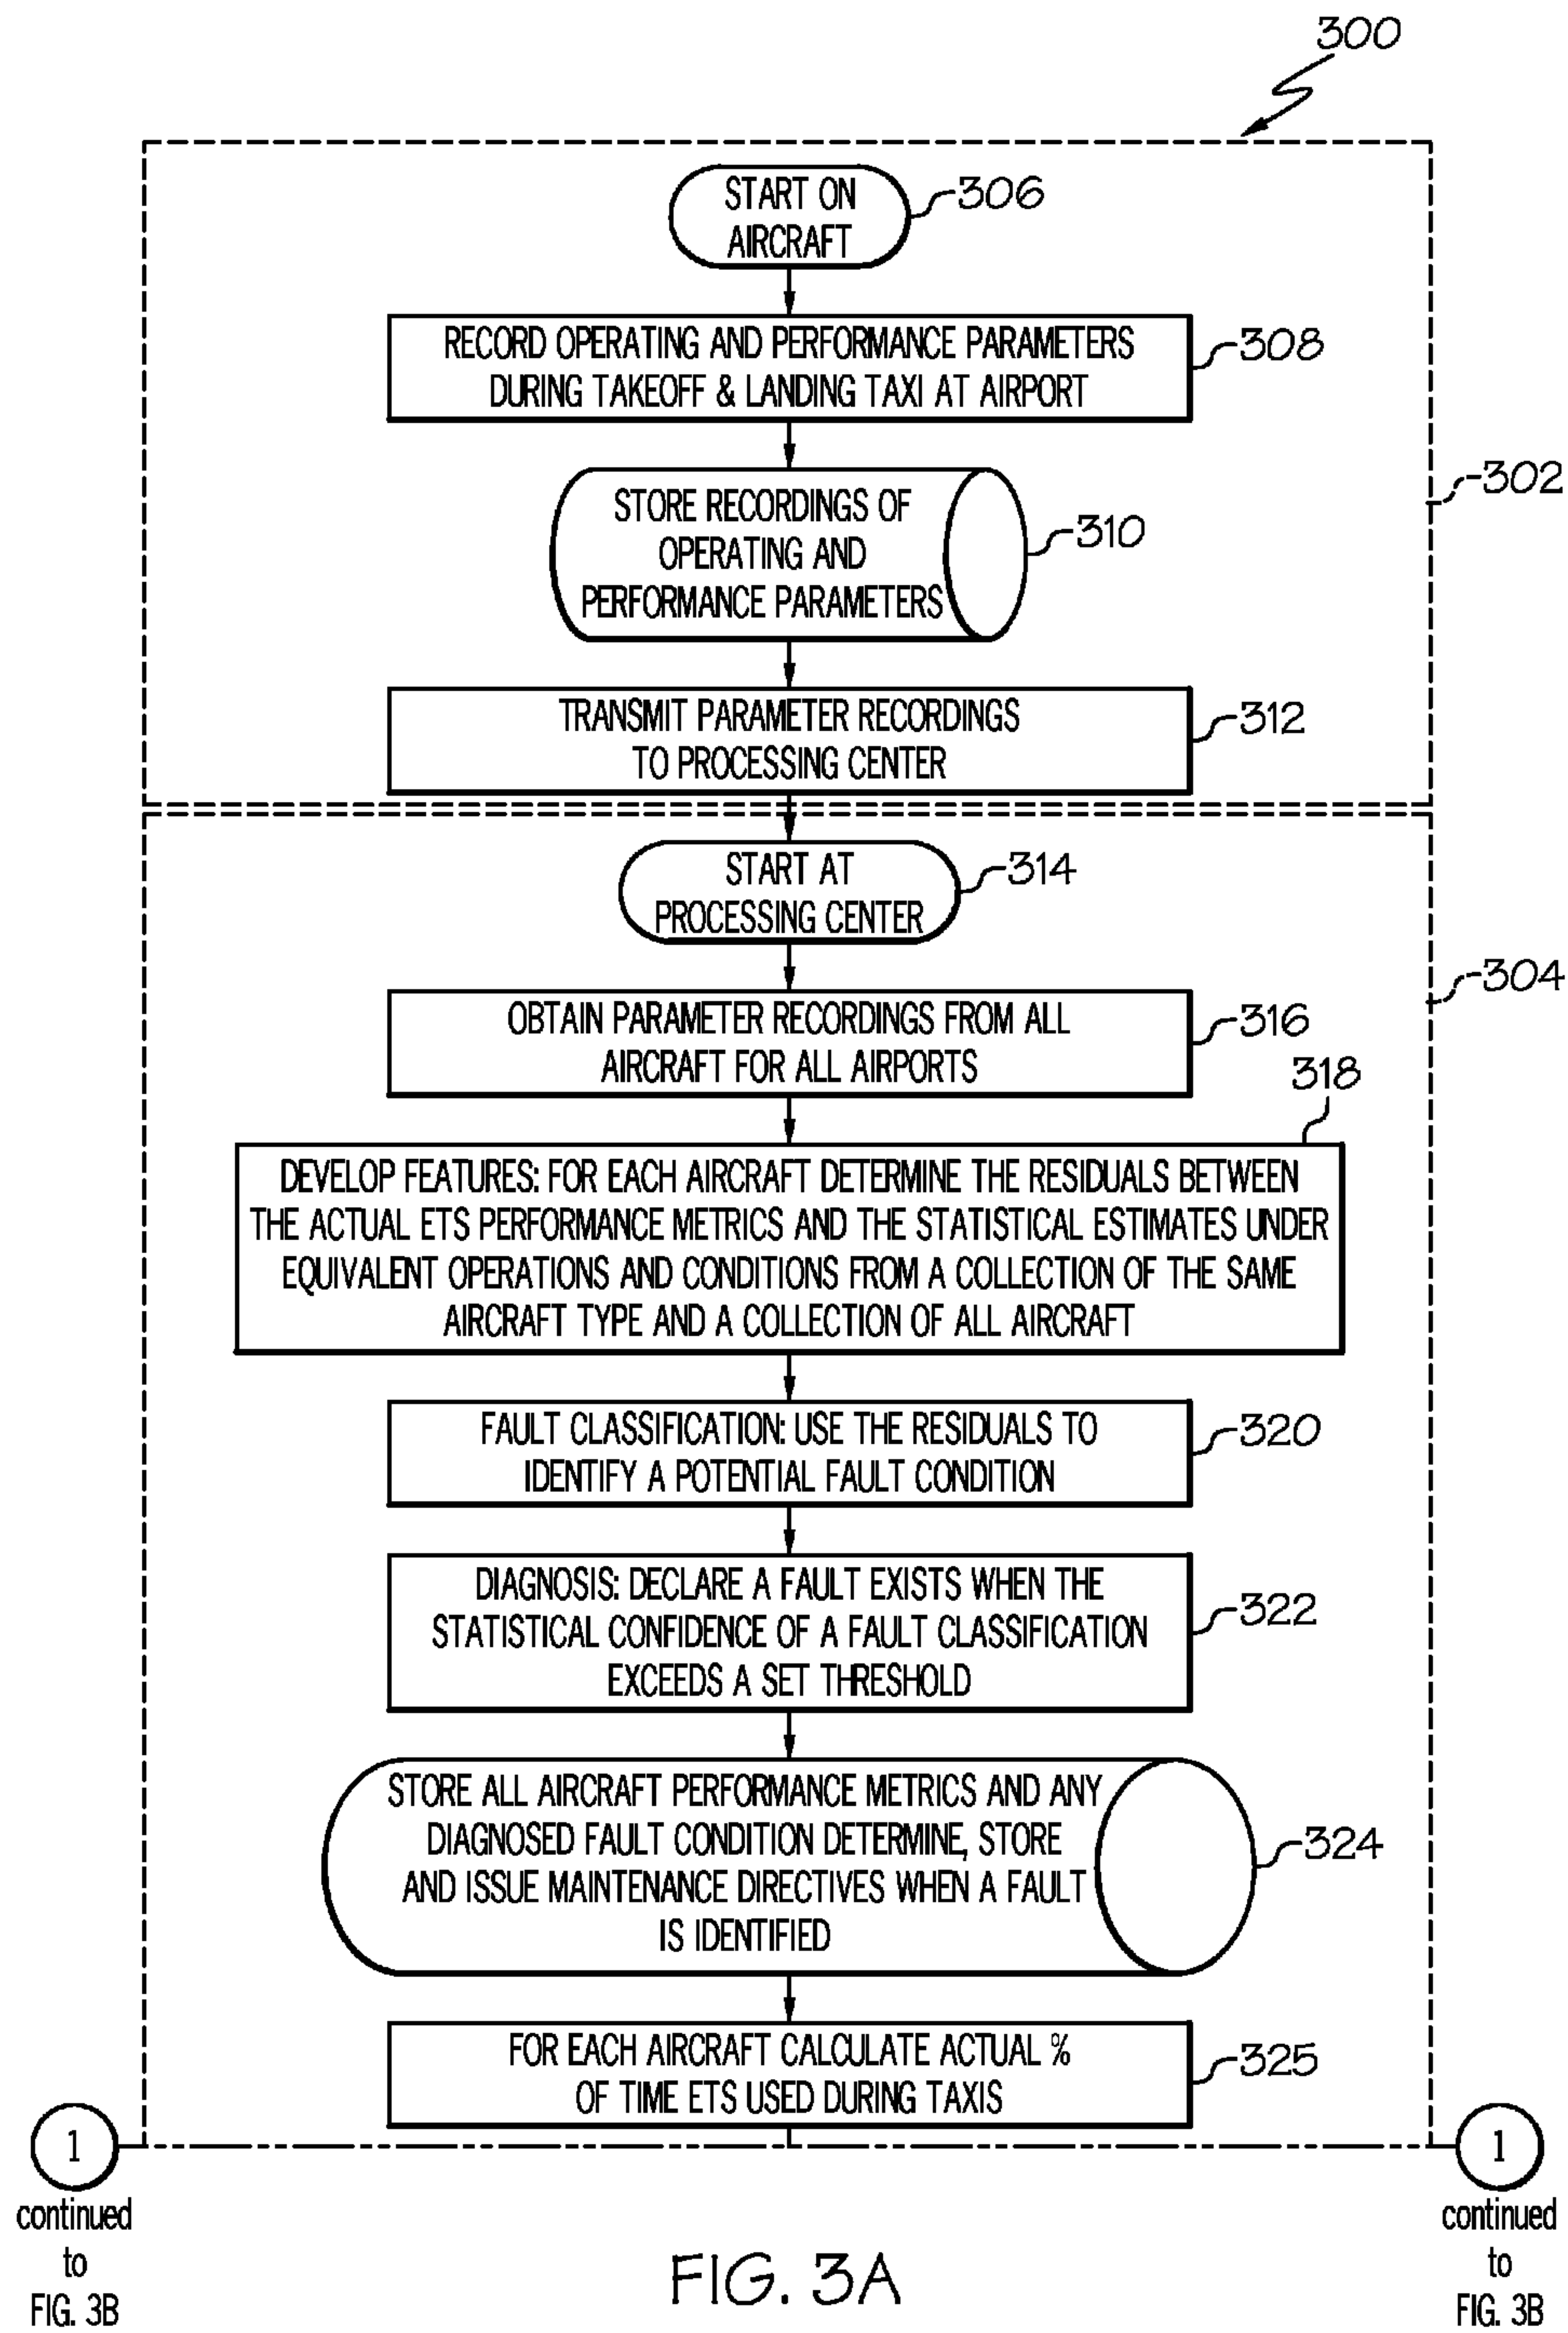 300
START ON
AIRCRAFT
306
RECORD OPERATING AND PERFORMANCE PARAMETERS
DURING TAKEOFF & LANDING TAXI AT AIRPORT
308
302
STORE RECORDINGS OF
OPERATING AND
PERFORMANCE PARAMETERS
310
TRANSMIT PARAMETER RECORDINGS
TO PROCESSING CENTER
312
START AT
PROCESSING CENTER
314
304
OBTAIN PARAMETER RECORDINGS FROM ALL
AIRCRAFT FOR ALL AIRPORTS
316
318
DEVELOP FEATURES: FOR EACH AIRCRAFT DETERMINE THE RESIDUALS BETWEEN
THE ACTUAL ETS PERFORMANCE METRICS AND THE STATISTICAL ESTIMATES UNDER
EQUIVALENT OPERATIONS AND CONDITIONS FROM A COLLECTION OF THE SAME
AIRCRAFT TYPE AND A COLLECTION OF ALL AIRCRAFT
FAULT CLASSIFICATION: USE THE RESIDUALS TO
IDENTIFY A POTENTIAL FAULT CONDITION
320
DIAGNOSIS: DECLARE A FAULT EXISTS WHEN THE
STATISTICAL CONFIDENCE OF A FAULT CLASSIFICATION
EXCEEDS A SET THRESHOLD
322
STORE ALL AIRCRAFT PERFORMANCE METRICS AND ANY
DIAGNOSED FAULT CONDITION DETERMINE, STORE
AND ISSUE MAINTENANCE DIRECTIVES WHEN A FAULT
IS IDENTIFIED
324
FOR EACH AIRCRAFT CALCULATE ACTUAL %
OF TIME ETS USED DURING TAXIS
325
1
continued
to
FIG. 3B
1
continued
to
FIG. 3B
FIG. 3A